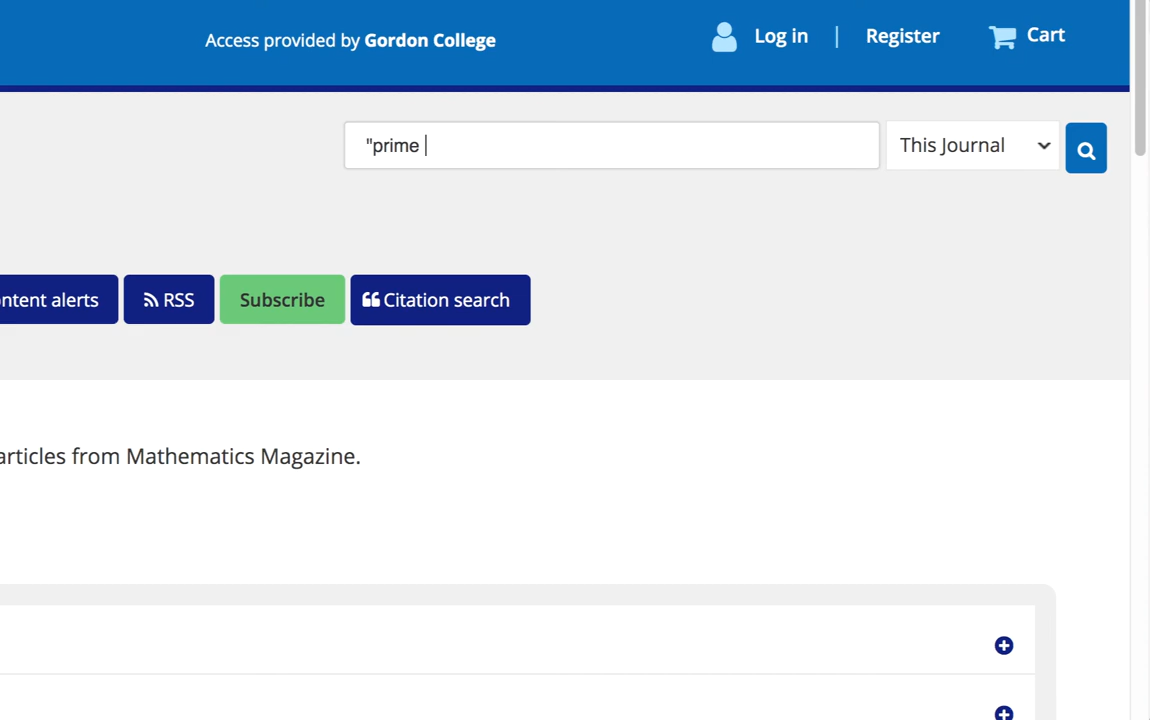 Access provided by Gordon College
Log in | Register Cart
"prime
This Journal
ntent alerts RSS Subscribe Citation search
articles from Mathematics Magazine.